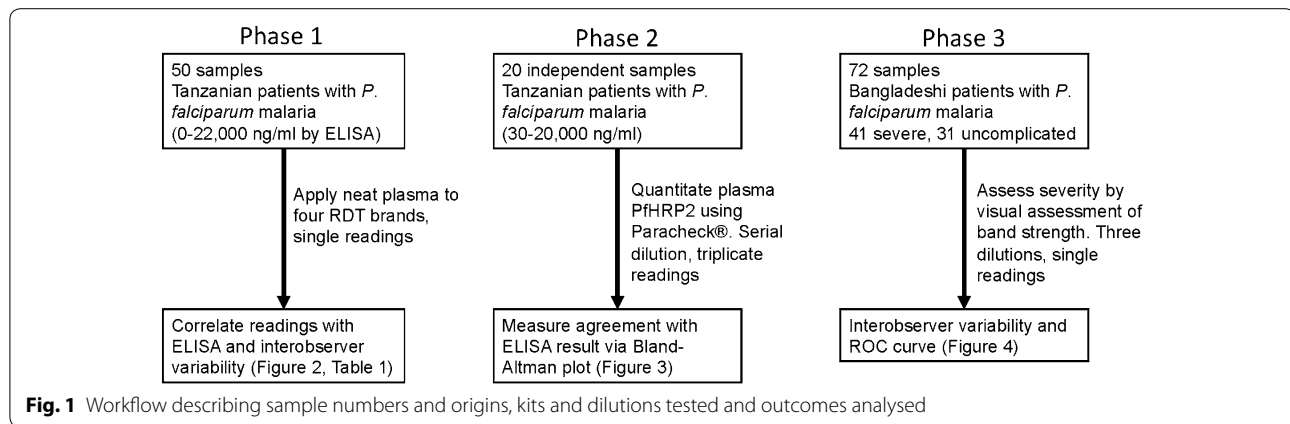 Phase 1
50 samples
Tanzanian patients with P.
falciparum malaria
(0-22,000 ng/ml by ELISA)
Apply neat plasma to
four RDT brands,
single readings
Correlate readings with
ELISA and interobserver
variability (Figure 2, Table 1)
Phase 2
20 independent samples
Tanzanian patients with P.
falciparum malaria
(30-20,000 ng/ml)
Quantitate plasma
PfHRP2 using
Paracheck®. Serial
dilution, triplicate
readings
Measure agreement with
ELISA result via Bland-
Altman plot (Figure 3)
Phase 3
72 samples
Bangladeshi patients with P.
falciparum malaria
41 severe, 31 uncomplicated
Assess severity by
visual assessment of
band strength. Three
dilutions, single
readings
Interobserver variability and
ROC curve (Figure 4)
Fig. 1 Workflow describing sample numbers and origins, kits and dilutions tested and outcomes analysed